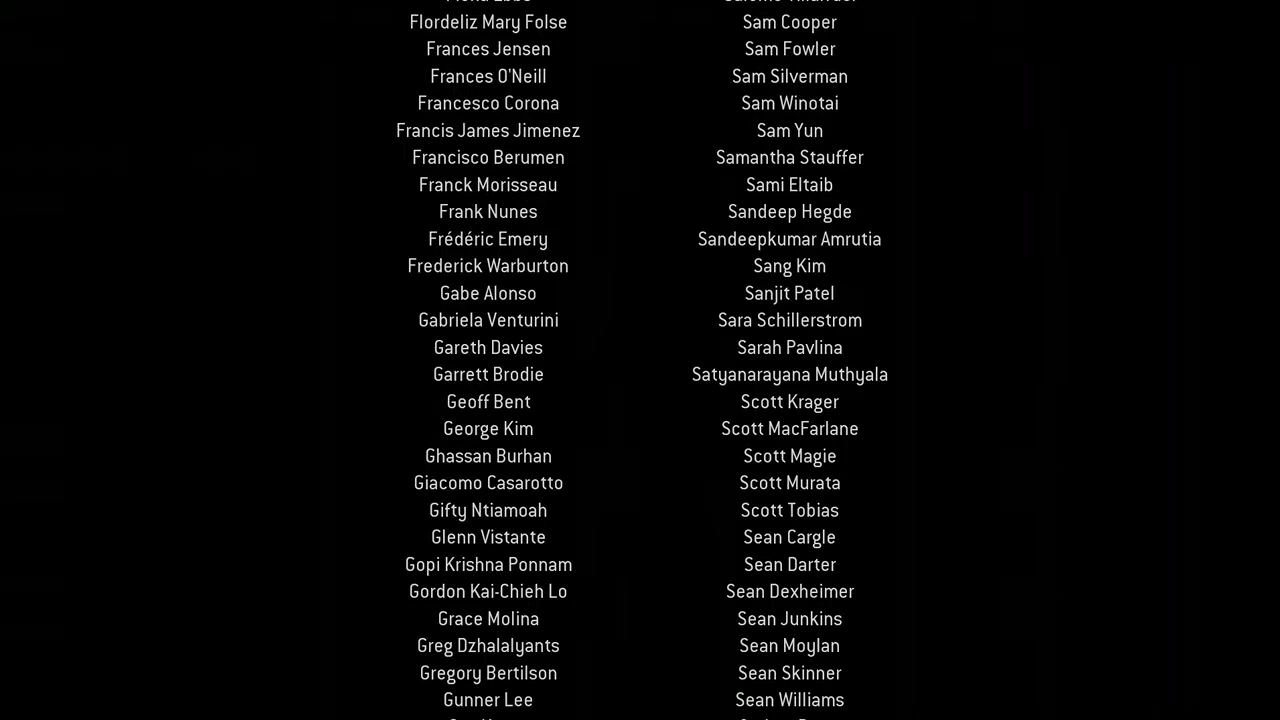 Flordeliz Mary Folse
Frances Jensen
Frances O'Neill
Francesco Corona
Francis James Jimenez
Francisco Berumen
Franck Morisseau
Frank Nunes
Frédéric Emery
Frederick Warburton
Gabe Alonso
Gabriela Venturini
Gareth Davies
Garrett Brodie
Geoff Bent
George Kim
Ghassan Burhan
Giacomo Casarotto
Gifty Ntiamoah
Glenn Vistante
Gopi Krishna Ponnam
Gordon Kai-Chieh Lo
Grace Molina
Greg Dzhalalyants
Gregory Bertilson
Gunner Lee
Sam Cooper
Sam Fowler
Sam Silverman
Sam Winotai
Sam Yun
Samantha Stauffer
Sami Eltaib
Sandeep Hegde
Sandeepkumar Amrutia
Sang Kim
Sanjit Patel
Sara Schillerstrom
Sarah Pavlina
Satyanarayana Muthyala
Scott Krager
Scott MacFarlane
Scott Magie
Scott Murata
Scott Tobias
Sean Cargle
Sean Darter
Sean Dexheimer
Sean Junkins
Sean Moylan
Sean Skinner
Sean Williams